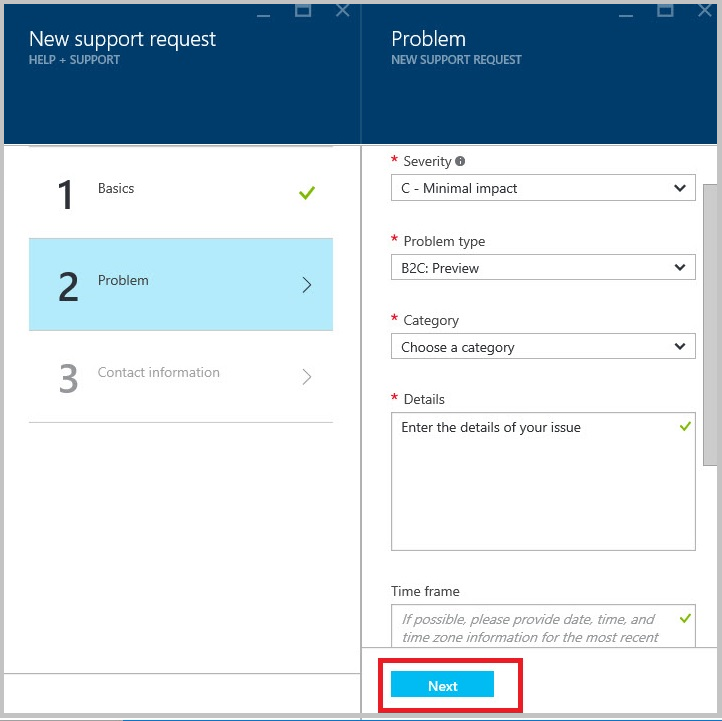 New support request
HELP + SUPPORT
1
Basics
2
Problem
3
Contact information
Problem
NEW SUPPORT REQUEST
* Severity
C - Minimal impact
* Problem type
B2C: Preview
* Category
Choose a category
* Details
Enter the details of your issue
Time frame
If possible, please provide date, time, and
time zone information for the most recent
Next